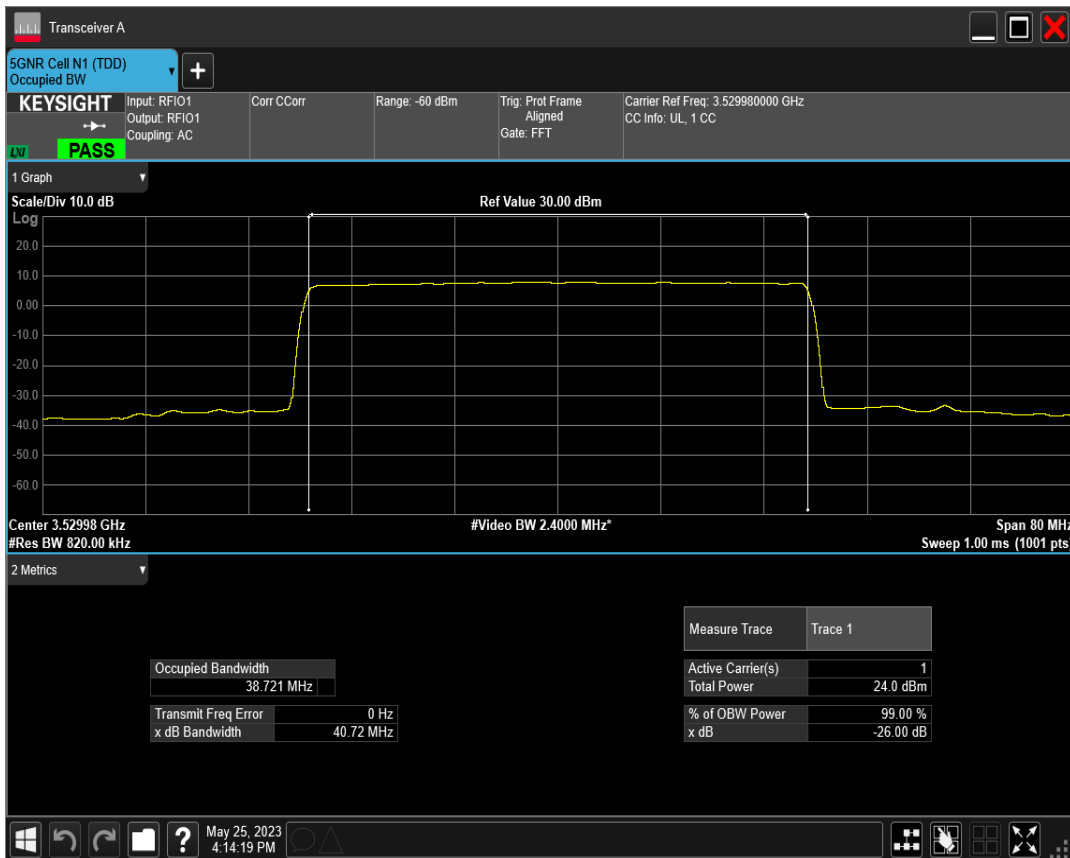 Transceiver A
5GNR Cell N1 (TDD)
Occupied BW
+
KEYSIGHT
LXI
PASS
Input: RFIO1
Output: RFIO1
Coupling: AC
Corr CCorr
Range: -60 dBm
Trig: Prot Frame
Aligned
Gate: FFT
Carrier Ref Freq: 3.529980000 GHz
CC Info: UL, 1 CC
1 Graph
Scale/Div 10.0 dB
Ref Value 30.00 dBm
Log
20.0
10.0
0.00
-10.0
-20.0
-30.0
-40.0
-50.0
-60.0
Center 3.52998 GHz
#Video BW 2.4000 MHz*
Span 80 MHz
#Res BW 820.00 kHz
Sweep 1.00 ms (1001 pts)
2 Metrics
Measure Trace Trace 1
Occupied Bandwidth
38.721 MHz
Active Carrier(s) 1
Total Power 24.0 dBm
Transmit Freq Error 0 Hz
x dB Bandwidth 40.72 MHz
% of OBW Power 99.00 %
x dB -26.00 dB
?
May 25, 2023
4:14:19 PM